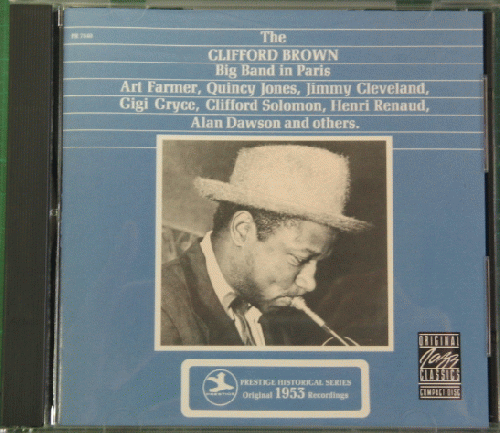 The
CLIFFORD BROWN
Big Band in Paris
Art Farmer, Quincy Jones, Jimmy Cleveland,
Gigi Gryce, Clifford Solomon, Henri Renaud,
Alan Dawson and others.
ORIGINAL
Jazz
CLASSICS
COMPACT DISC
PRESTIGE
PRESTIGE HISTORICAL SERIES
Original 1953 Recordings